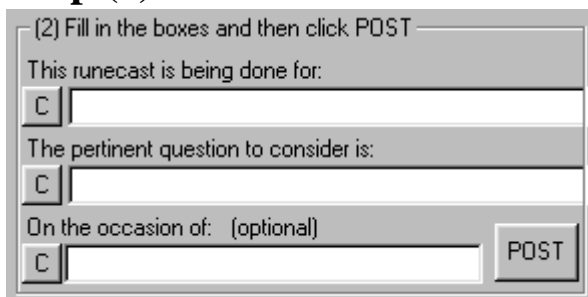 (2) Fill in the boxes and then click POST
This runecast is being done for:
C
The pertinent question to consider is:
C
On the occasion of: (optional)
C
POST